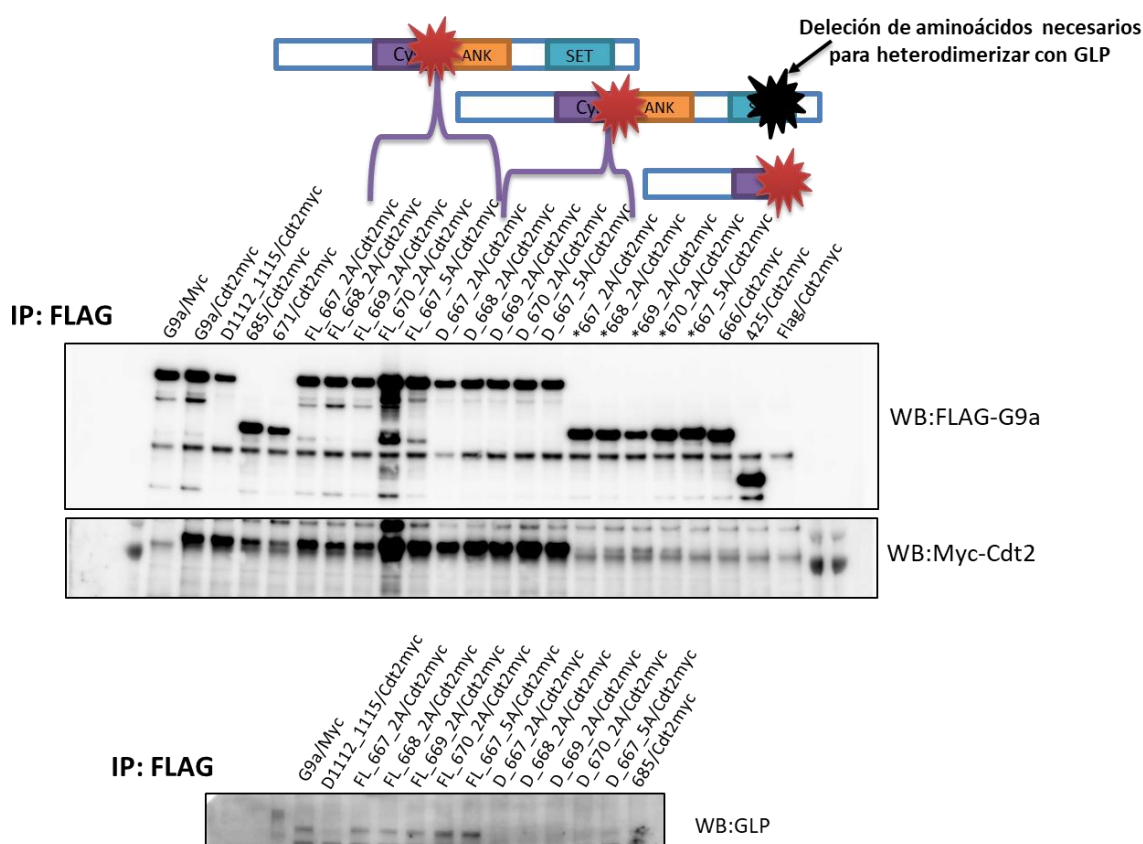 Deleción de aminoácidos necesarios
para heterodimerizar con GLP
Cy
ANK
SET
Cy
ANK
S
IP: FLAG
G9a/Myc
G9a/Cdt2myc
D1112_1115/Cdt2myc
685/Cdt2myc
671/Cdt2myc
FL_667_2A/Cdt2myc
FL_668_2A/Cdt2myc
FL_669_2A/Cdt2myc
FL_670_2A/Cdt2myc
FL_667_5A/Cdt2myc
D_667_2A/Cdt2myc
D_668_2A/Cdt2myc
D_669_2A/Cdt2myc
D_670_2A/Cdt2myc
D_667_5A/Cdt2myc
*667_2A/Cdt2myc
*668_2A/Cdt2myc
*669_2A/Cdt2myc
*670_2A/Cdt2myc
*667_5A/Cdt2myc
666/Cdt2myc
425/Cdt2myc
Flag/Cdt2myc
WB:FLAG-G9a
WB:Myc-Cdt2
IP: FLAG
G9a/Myc
D1112_1115/Cdt2myc
FL_667_2A/Cdt2myc
FL_668_2A/Cdt2myc
FL_669_2A/Cdt2myc
FL_670_2A/Cdt2myc
FL_667_5A/Cdt2myc
D_667_2A/Cdt2myc
D_668_2A/Cdt2myc
D_669_2A/Cdt2myc
D_670_2A/Cdt2myc
D_667_5A/Cdt2myc
685/Cdt2myc
WB:GLP